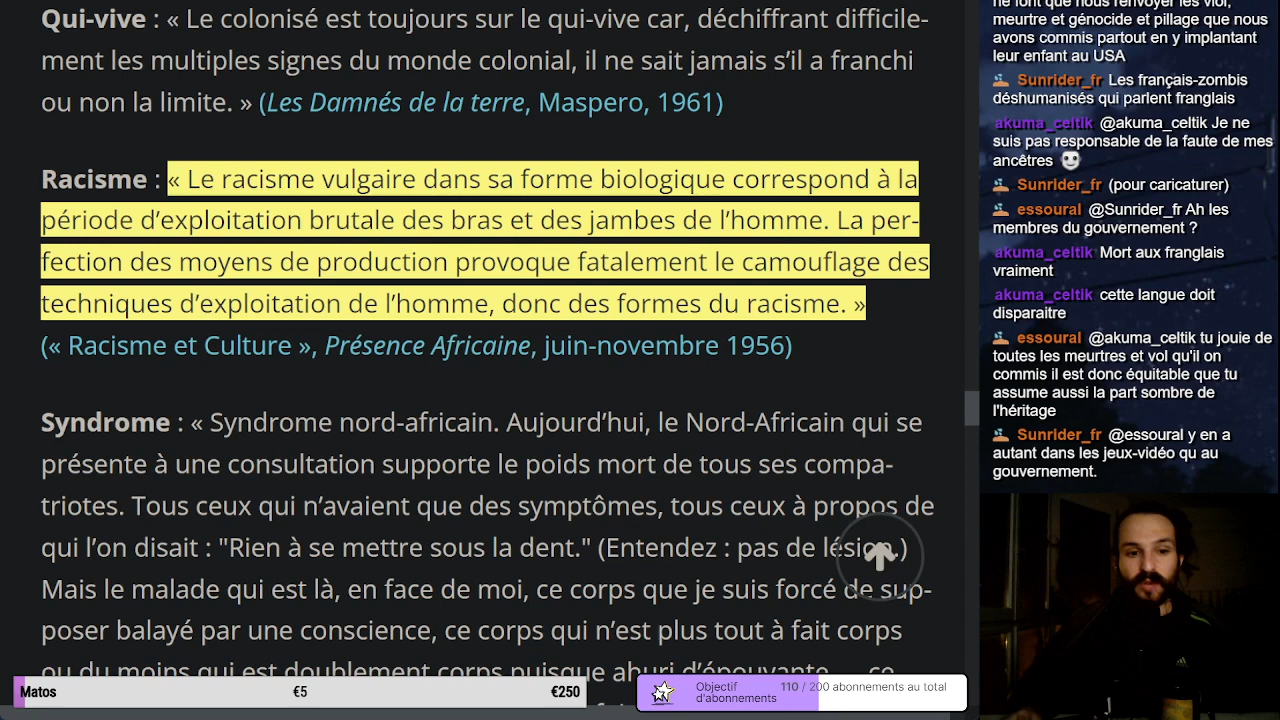 Qui-vive : « Le colonisé est toujours sur le qui-vive car, déchiffrant difficile-
ment les multiples signes du monde colonial, il ne sait jamais s’il a franchi
ou non la limite. » (Les Damnés de la terre, Maspero, 1961)
Racisme : « Le racisme vulgaire dans sa forme biologique correspond à la
période d’exploitation brutale des bras et des jambes de l’homme. La per-
fection des moyens de production provoque fatalement le camouflage des
techniques d’exploitation de l’homme, donc des formes du racisme. »
(« Racisme et Culture », Présence Africaine, juin-novembre 1956)
Syndrome : « Syndrome nord-africain. Aujourd’hui, le Nord-Africain qui se
présente à une consultation supporte le poids mort de tous ses compa-
triotes. Tous ceux qui n’avaient que des symptômes, tous ceux à propos de
qui l’on disait : "Rien à se mettre sous la dent." (Entendez : pas de lésion.)
Mais le malade qui est là, en face de moi, ce corps que je suis forcé de sup-
poser balayé par une conscience, ce corps qui n’est plus tout à fait corps
ou du moins qui est doublement corps puisque ahuri d’épouvante
Matos €5 €250
Objectif
d'abonnements
110 / 200 abonnements au total
ne font que nous renvoyer les viol,
meurtre et génocide et pillage que nous
avons commis partout en y implantant
leur enfant au USA
Sunrider_fr Les français-zombis
déshumanisés qui parlent franglais
akuma_celtik @akuma_celtik Je ne
suis pas responsable de la faute de mes
ancêtres
Sunrider_fr (pour caricaturer)
essoural @Sunrider_fr Ah les
membres du gouvernement ?
akuma_celtik Mort aux franglais
vraiment
akuma_celtik cette langue doit
disparaitre
essoural @akuma_celtik tu jouie de
toutes les meurtres et vol qu'il on
commis il est donc équitable que tu
assume aussi la part sombre de
l'héritage
Sunrider_fr @essoural y en a
autant dans les jeux-vidéo qu au
gouvernement.